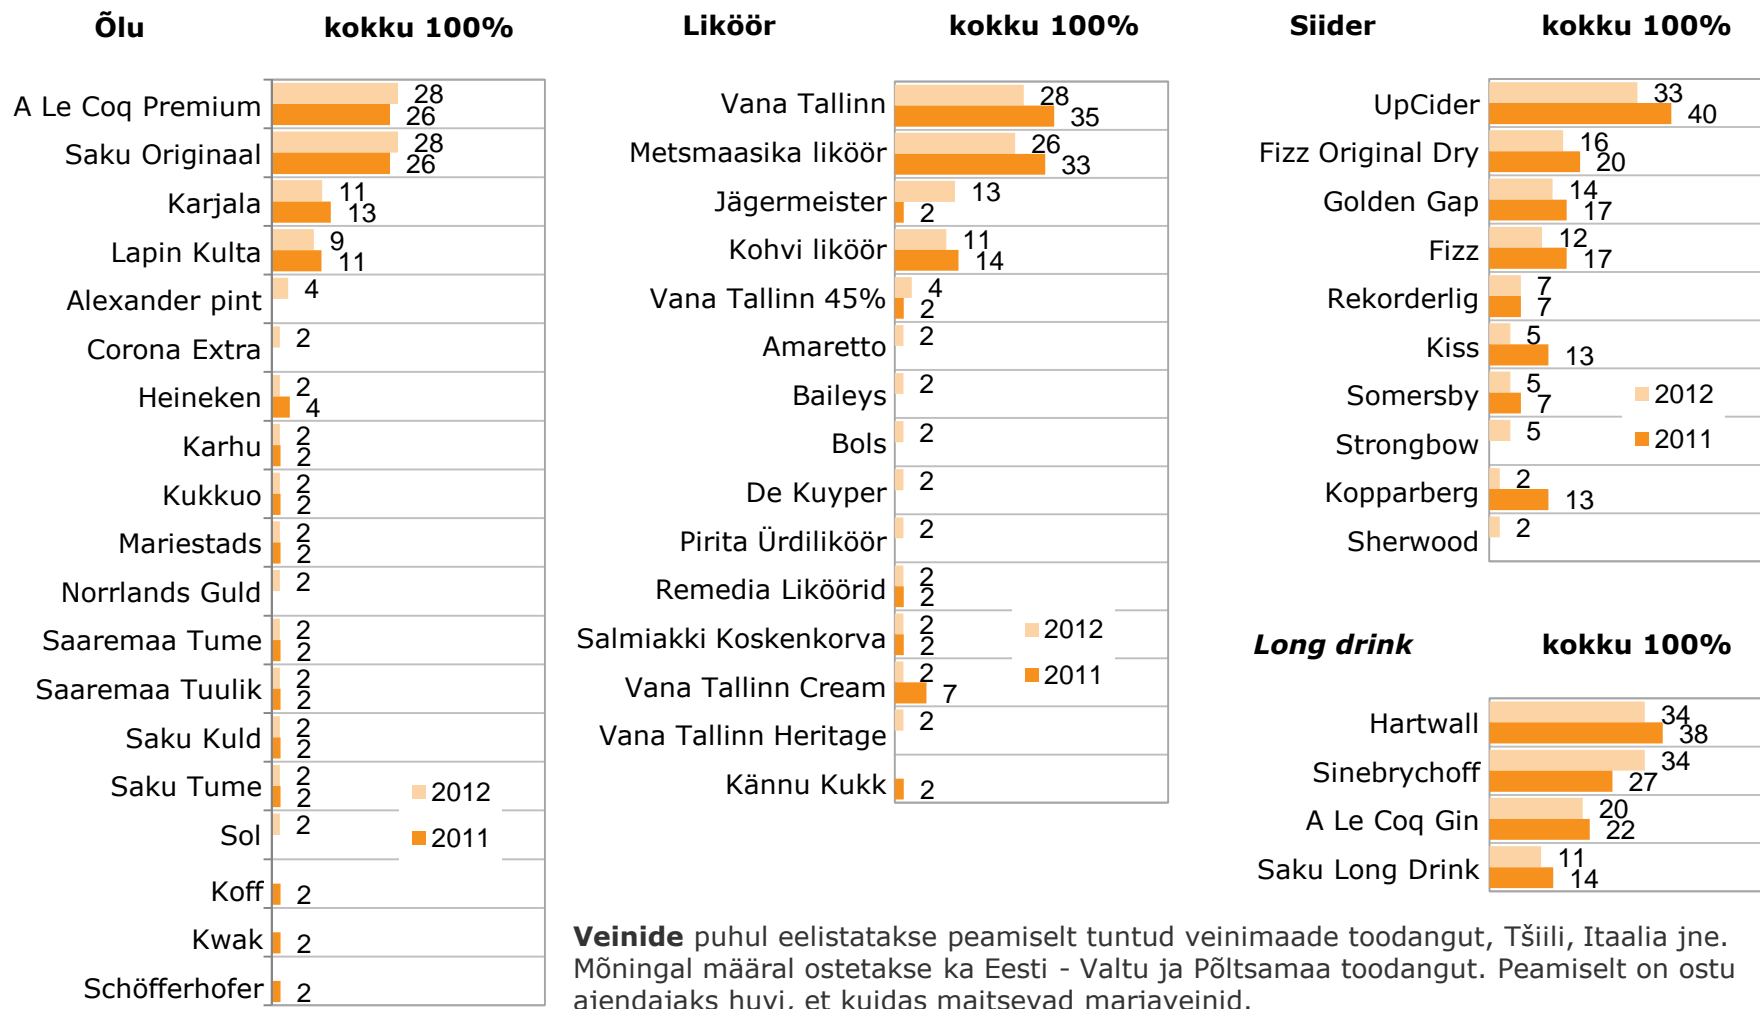 Õlu kokku 100%
A Le Coq Premium 28 26
Saku Originaal 28 26
Karjala 11 13
Lapin Kulta 9 11
Alexander pint 4
Corona Extra 2
Heineken 2 4
Karhu 2 2
Kukkuo 2 2
Mariestads 2 2
Norrlands Guld 2
Saaremaa Tume 2 2
Saaremaa Tuulik 2 2
Saku Kuld 2 2
Saku Tume 2 2
Sol 2
Koff 2
Kwak 2
Schöfferhofer 2
2012
2011
Liköör kokku 100%
Vana Tallinn 28 35
Metsmaasika liköör 26 33
Jägermeister 13 2
Kohvi liköör 11 14
Vana Tallinn 45% 4 2
Amaretto 2
Baileys 2
Bols 2
De Kuyper 2
Pirita Ürdiliköör 2
Remedia Liköörid 2 2
Salmiakki Koskenkorva 2 2
Vana Tallinn Cream 2 7
Vana Tallinn Heritage 2
Kännu Kukk 2
2012
2011
Siider kokku 100%
UpCider 33 40
Fizz Original Dry 16 20
Golden Gap 14 17
Fizz 12 17
Rekorderlig 7 7
Kiss 5 13
Somersby 5 7
Strongbow 5
Kopparberg 2 13
Sherwood 2
2012
2011
Long drink kokku 100%
Hartwall 34 38
Sinebrychoff 34 27
A Le Coq Gin 20 22
Saku Long Drink 11 14
Veinide puhul eelistatakse peamiselt tuntud veinimaade toodangut, Tšiili, Itaalia jne.
Mõningal määral ostetakse ka Eesti - Valtu ja Põltsamaa toodangut. Peamiselt on ostu
ajendajaks huvi, et kuidas maitsevad marjaveinid.